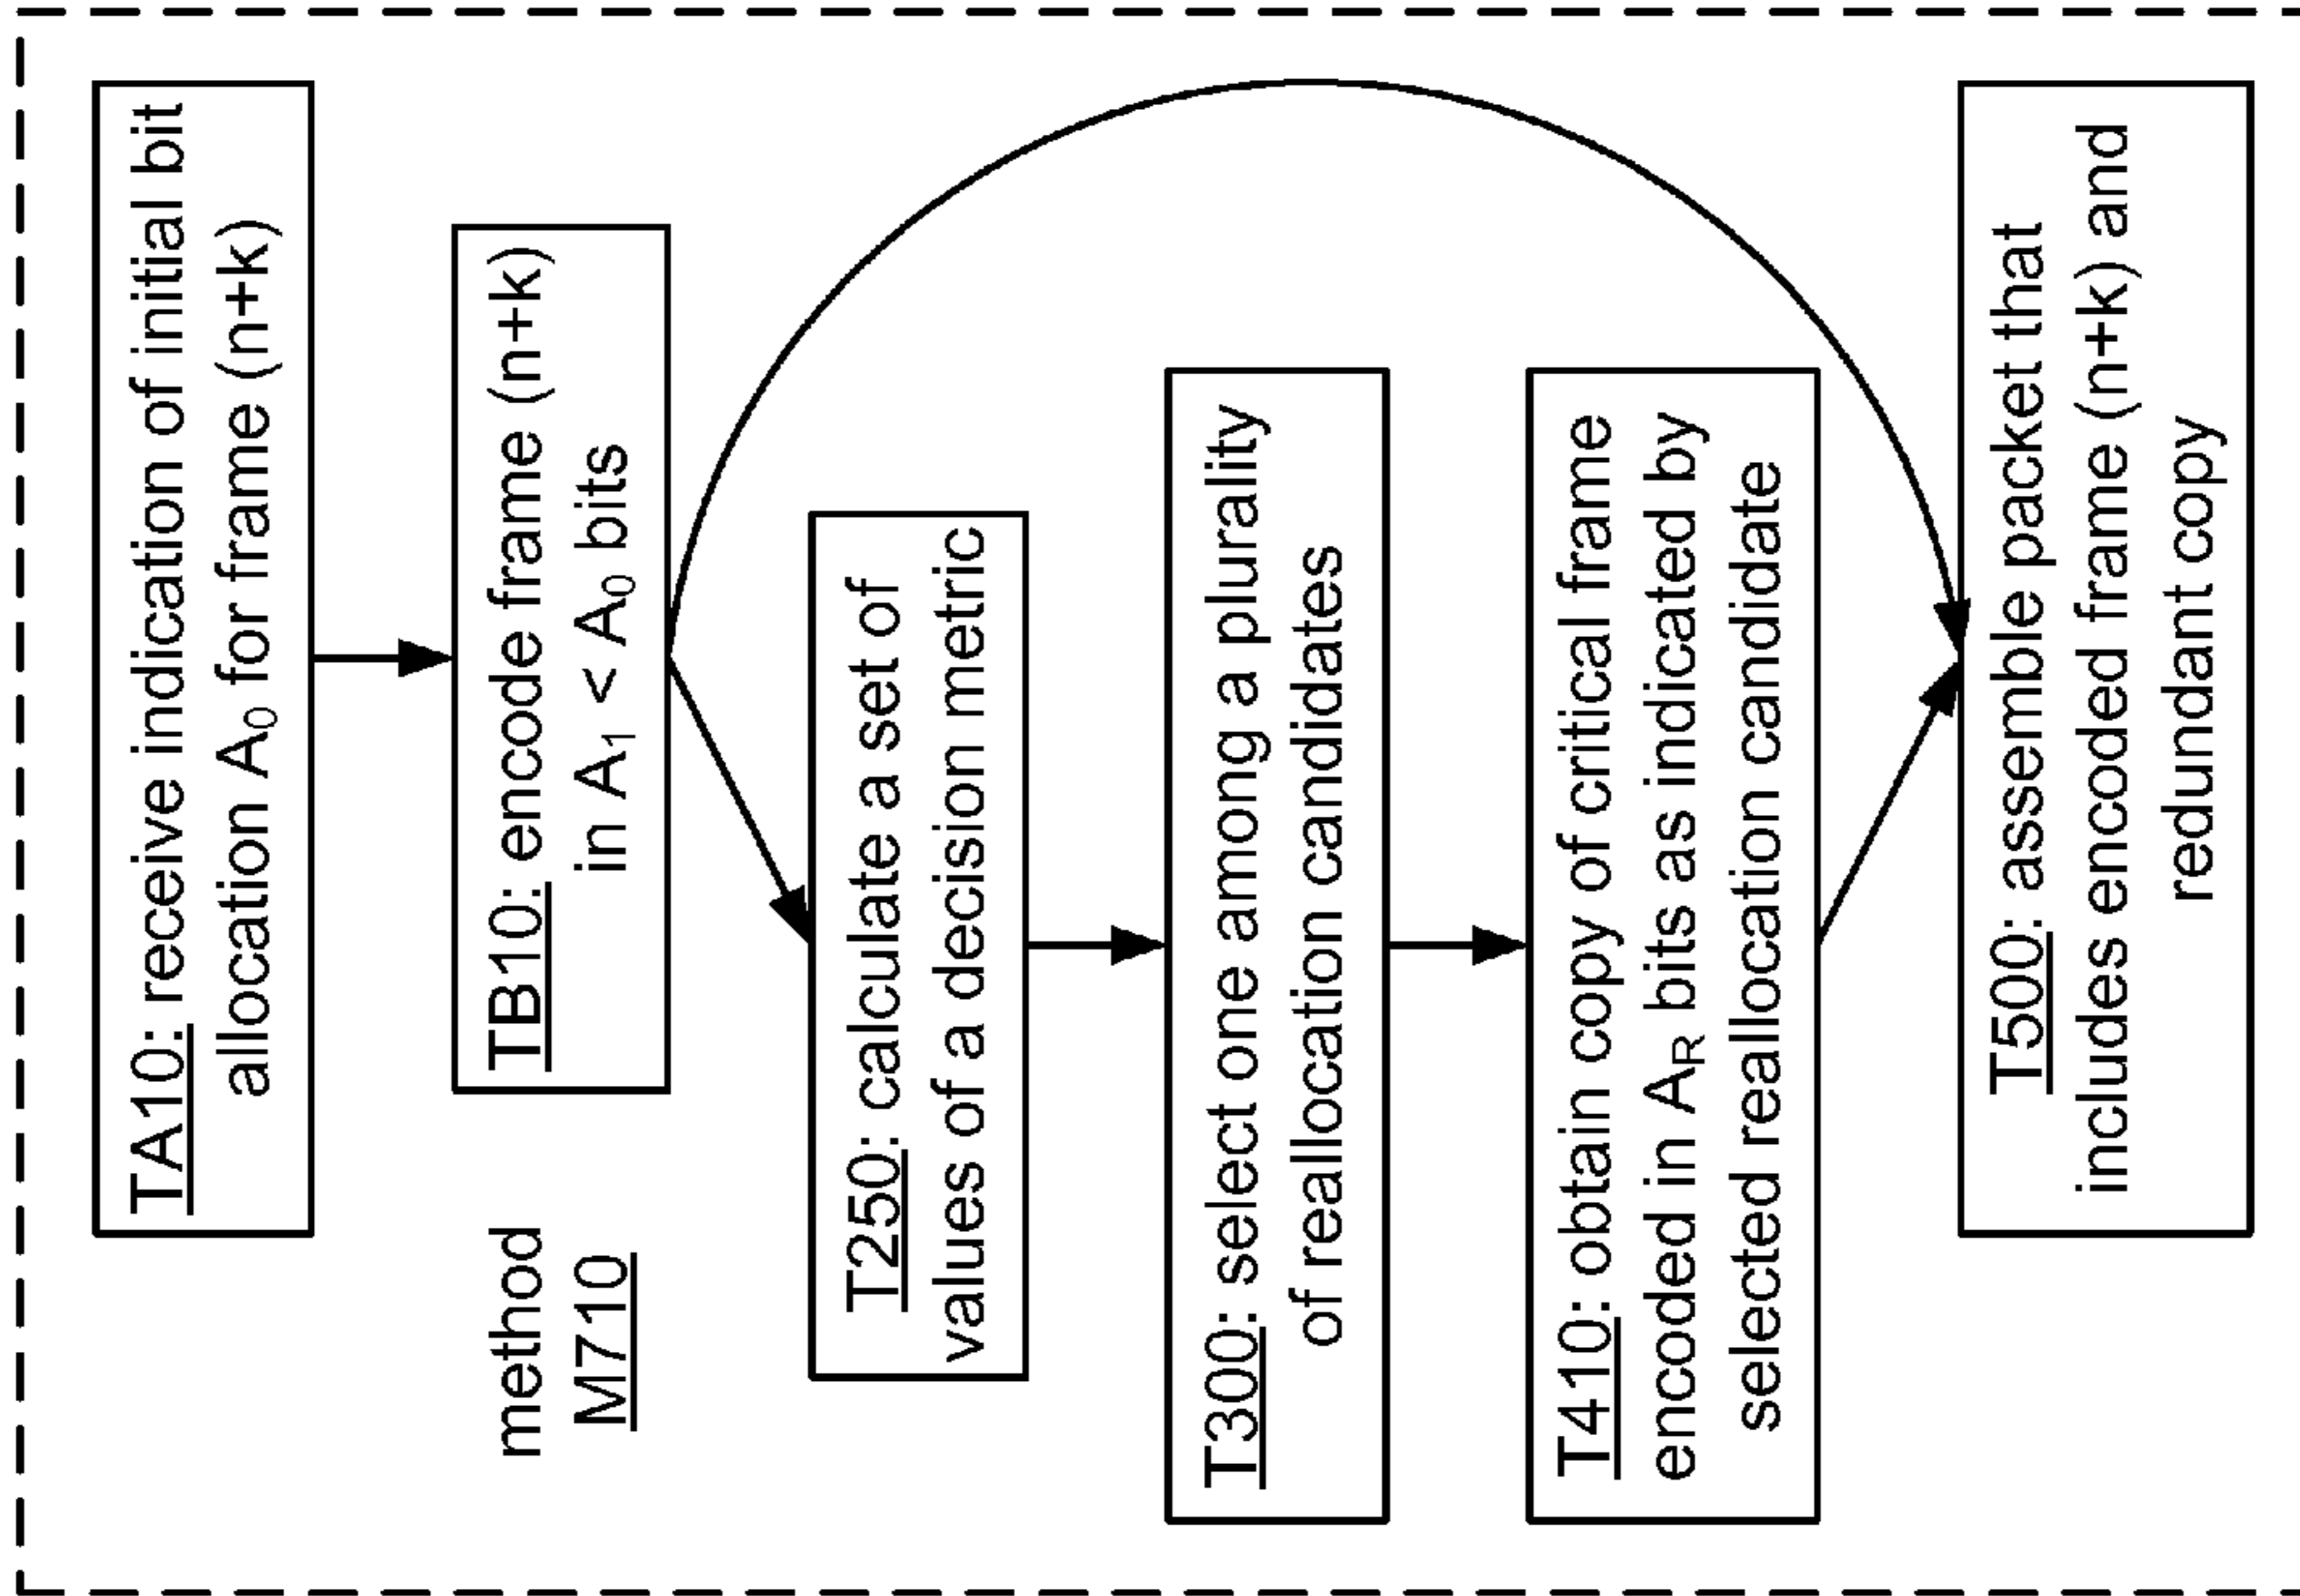 TA10: receive indication of initial bit
allocation A₀ for frame (n+k)
method
M710
TB10: encode frame (n+k)
in A₁ < A₀ bits
T250: calculate a set of
values of a decision metric
T300: select one among a plurality
of reallocation candidates
T410: obtain copy of critical frame
encoded in Aᵣ bits as indicated by
selected reallocation candidate
T500: assemble packet that
includes encoded frame (n+k) and
redundant copy